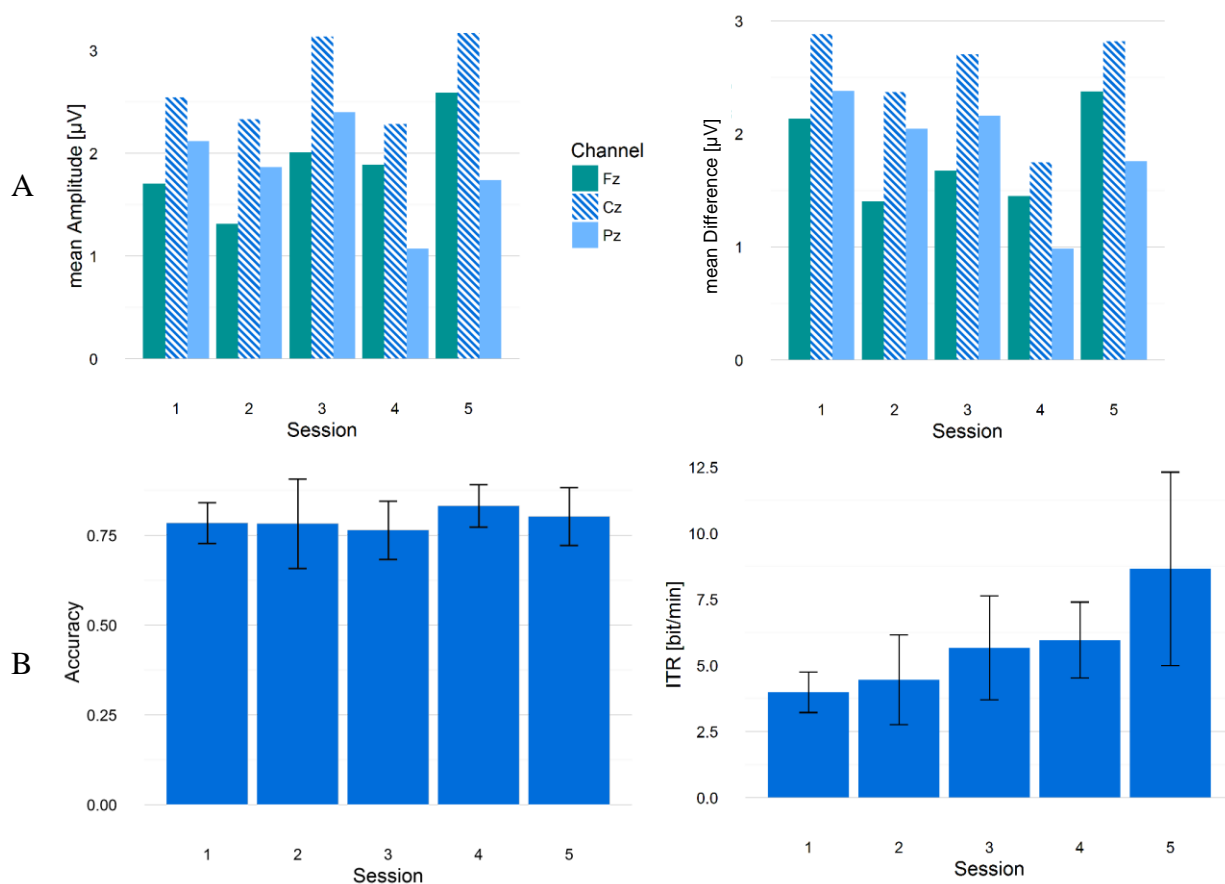 A
mean Amplitude [µV]
3
2
1
0
1 2 3 4 5
Session
Channel
Fz
Cz
Pz
mean Difference [µV]
3
2
1
0
1 2 3 4 5
Session
B
Accuracy
0.75
0.50
0.25
0.00
1 2 3 4 5
Session
ITR [bit/min]
12.5
10.0
7.5
5.0
2.5
0.0
1 2 3 4 5
Session